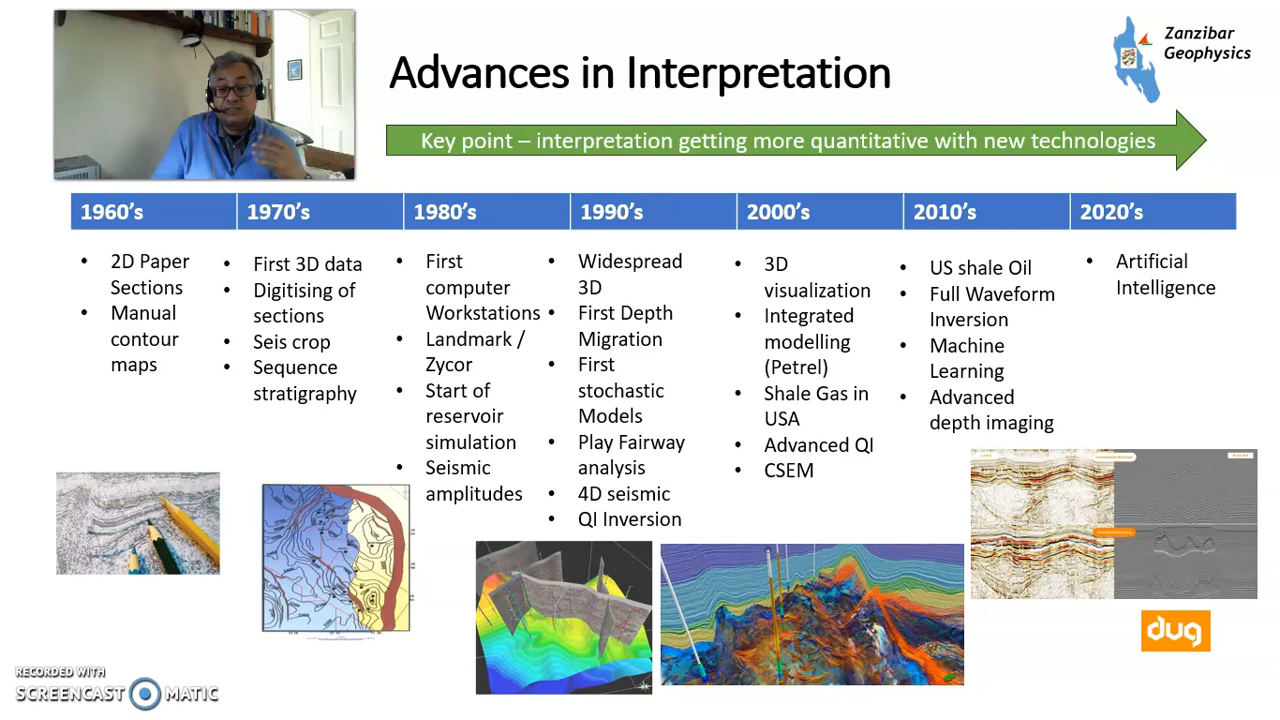 Zanzibar
Geophysics
Advances in Interpretation
Key point – interpretation getting more quantitative with new technologies
1960’s
1970’s
1980’s
1990’s
2000’s
2010’s
2020’s
• 2D Paper
Sections
• Manual
contour
maps
• First 3D data
• Digitising of
sections
• Seis crop
• Sequence
stratigraphy
• First
computer
Workstations
• Landmark /
Zycor
• Start of
reservoir
simulation
• Seismic
amplitudes
• Widespread
3D
• First Depth
Migration
• First
stochastic
Models
• Play Fairway
analysis
• 4D seismic
• QI Inversion
• 3D
visualization
• Integrated
modelling
(Petrel)
• Shale Gas in
USA
• Advanced QI
• CSEM
• US shale Oil
• Full Waveform
Inversion
• Machine
Learning
• Advanced
depth imaging
• Artificial
Intelligence
dug
RECORDED WITH
SCREENCAST MATIC